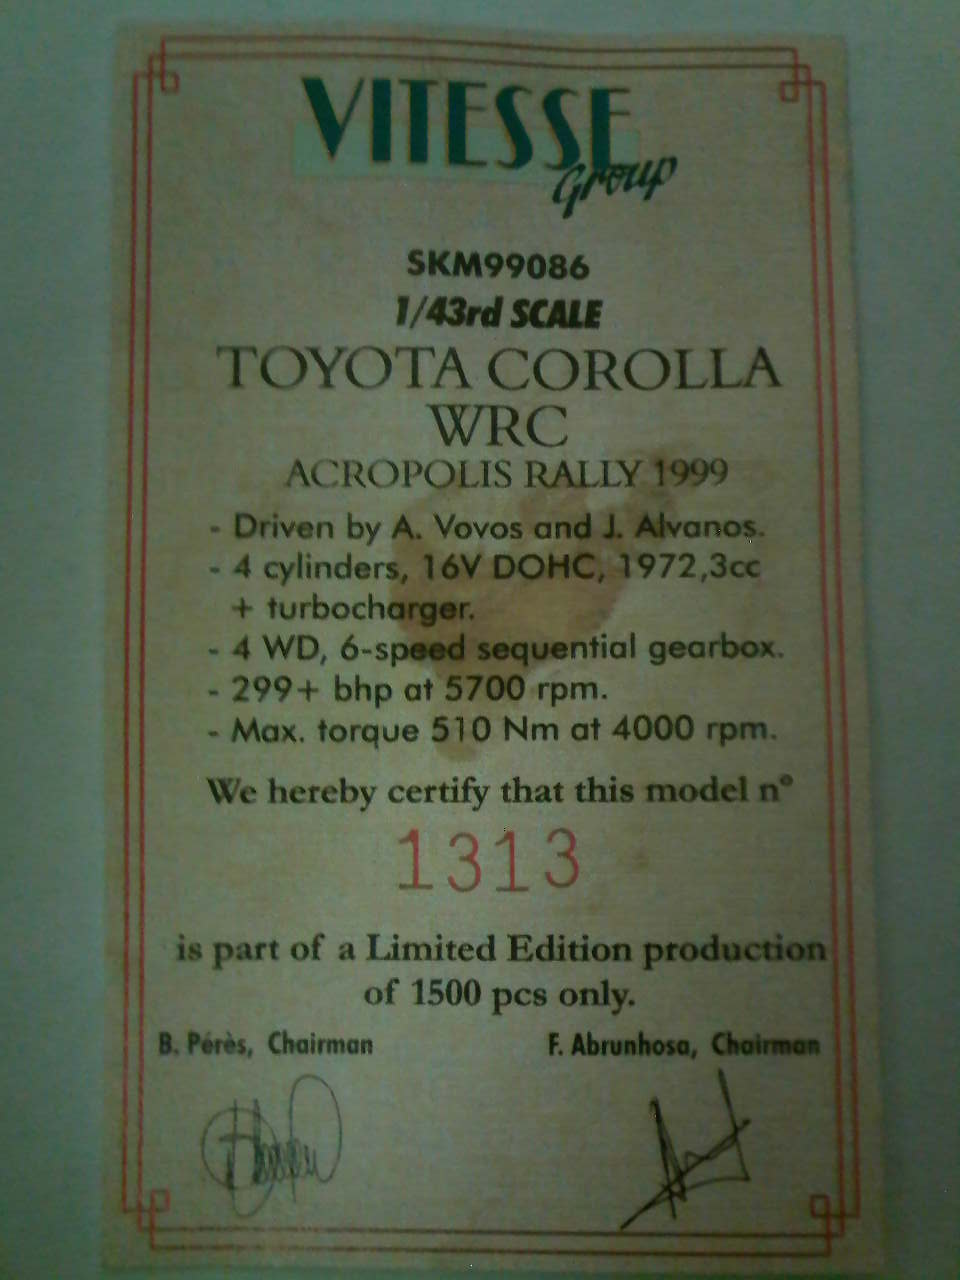 VITESSE
Group
SKM99086
1/43rd SCALE
TOYOTA COROLLA
WRC
ACROPOLIS RALLY 1999
- Driven by A. Vovos and J. Alvanos.
- 4 cylinders, 16V DOHC, 1972,3cc
+ turbocharger.
- 4 WD, 6-speed sequential gearbox.
- 299+ bhp at 5700 rpm.
- Max. torque 510 Nm at 4000 rpm.
We hereby certify that this model nº
1313
is part of a Limited Edition production
of 1500 pcs only.
B. Pérès, Chairman F. Abrunhosa, Chairman